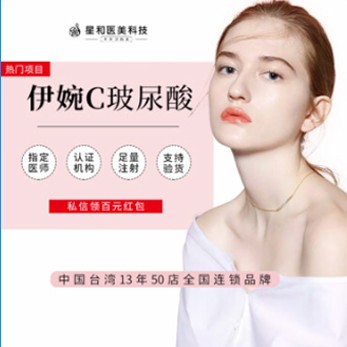 星和医美科技
热门项目
伊婉C玻尿酸
指定医师
认证机构
足量注射
支持验货
私信领百元红包
中国台湾13年50店全国连锁品牌